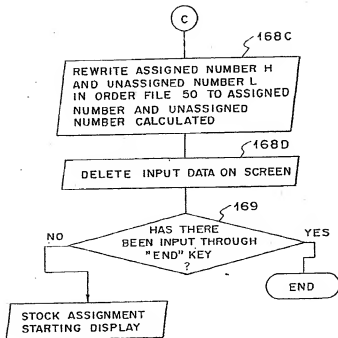 C
168C
REWRITE ASSIGNED NUMBER H
AND UNASSIGNED NUMBER L
IN ORDER FILE 50 TO ASSIGNED
NUMBER AND UNASSIGNED
NUMBER CALCULATED
168D
DELETE INPUT DATA ON SCREEN
169
NO
HAS THERE
YES
BEEN INPUT THROUGH
"END" KEY
?
END
STOCK ASSIGNMENT
STARTING DISPLAY